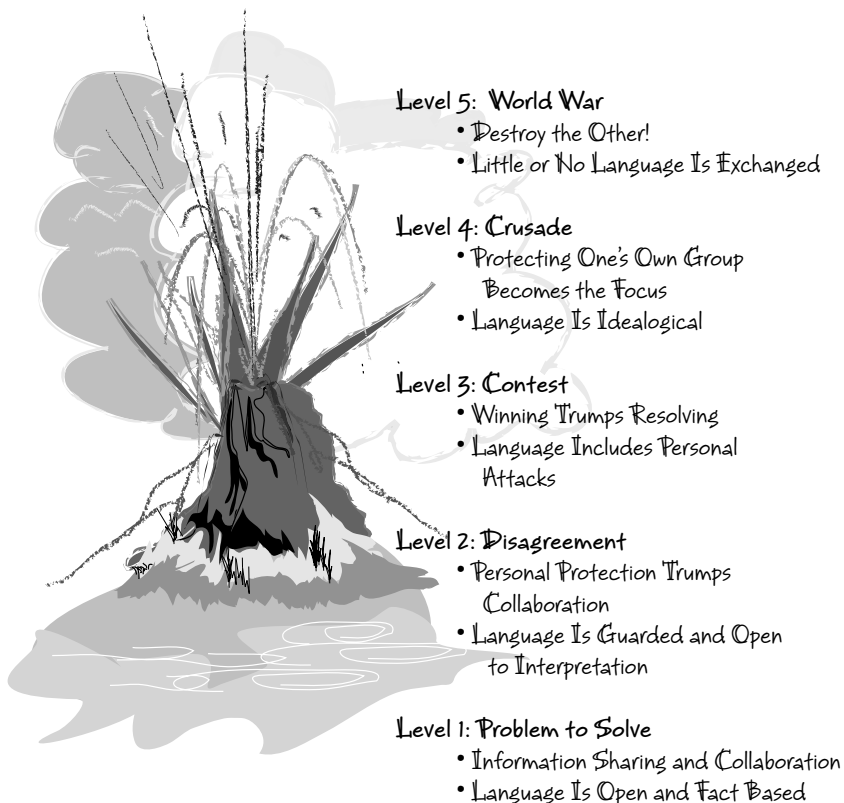 Level 5: World War
• Destroy the Other!
• Little or No Language Is Exchanged
Level 4: Crusade
• Protecting One's Own Group
Becomes the Focus
• Language Is Idealogical
Level 3: Contest
• Winning Trumps Resolving
• Language Includes Personal
Attacks
Level 2: Disagreement
• Personal Protection Trumps
Collaboration
• Language Is Guarded and Open
to Interpretation
Level 1: Problem to Solve
• Information Sharing and Collaboration
• Language Is Open and Fact Based